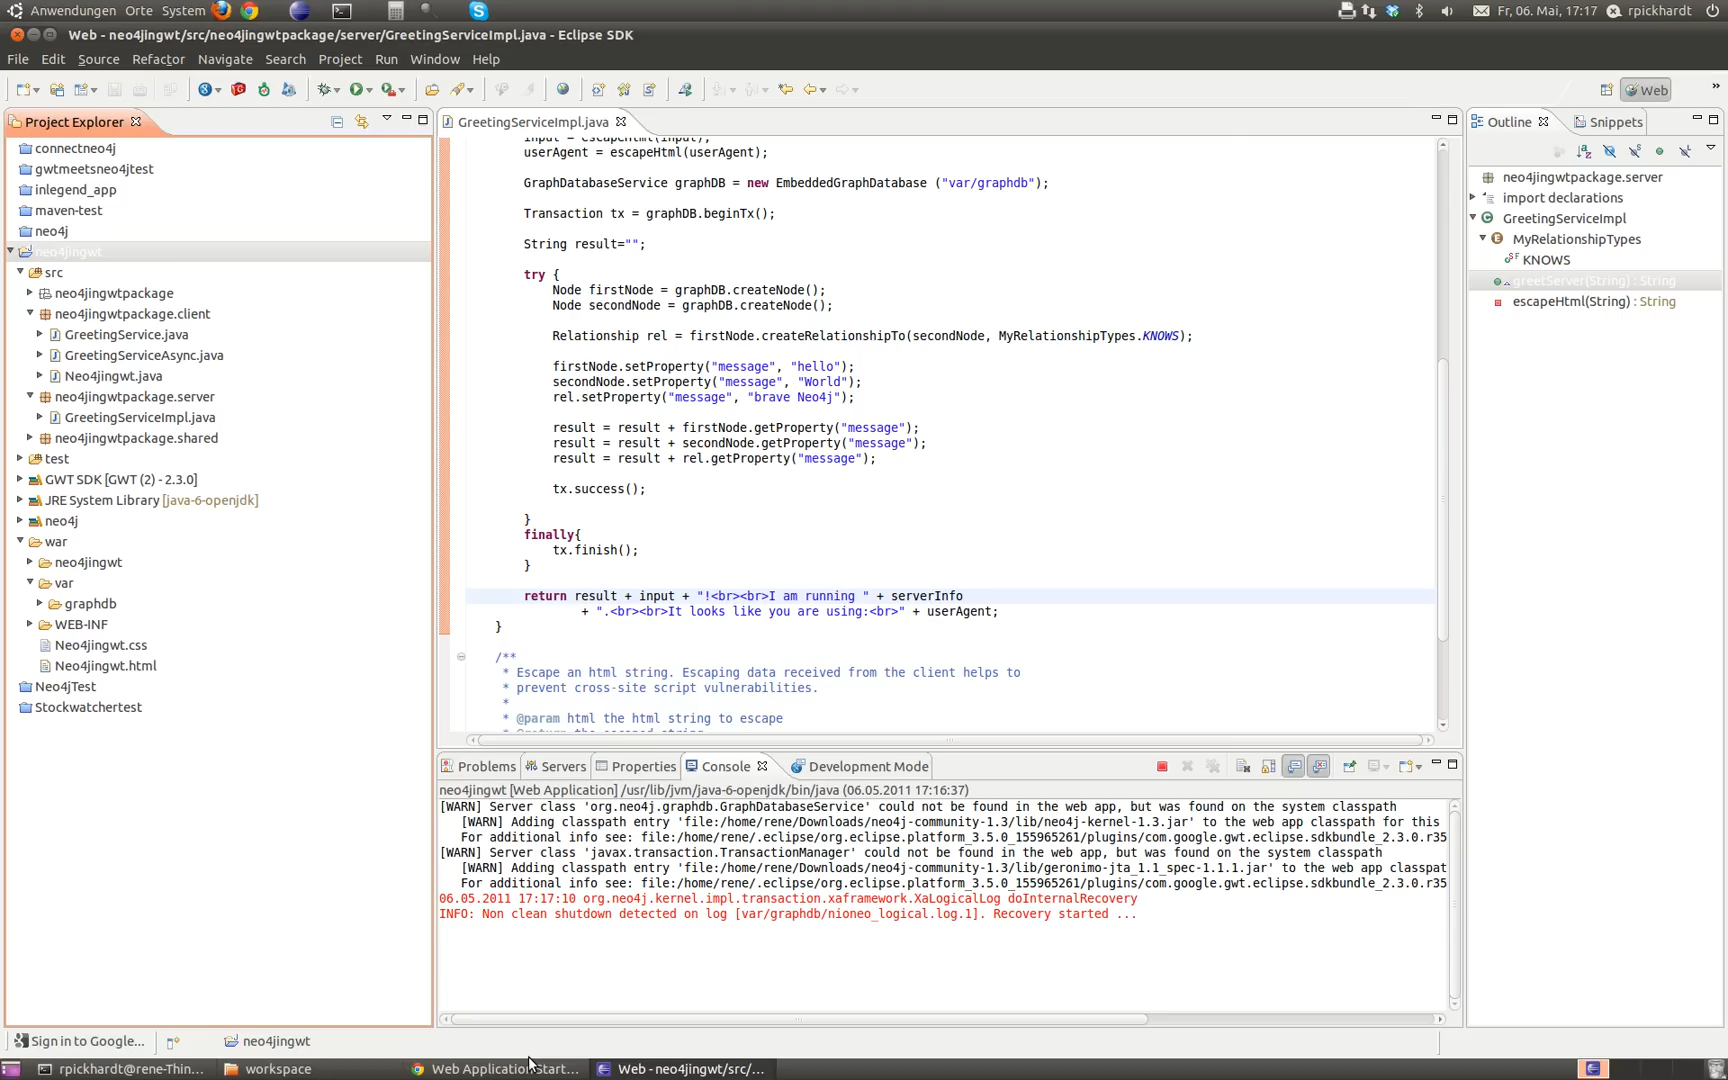 Anwendungen Orte System
Fr, 06. Mai, 17:17 rpickhardt
Web - neo4jingwt/src/neo4jingwtpackage/server/GreetingServiceImpl.java - Eclipse SDK
File Edit Source Refactor Navigate Search Project Run Window Help
Web »
Project Explorer
connectneo4j
gwtmeetsneo4jtest
inlegend_app
maven-test
neo4j
neo4jingwt
src
neo4jingwtpackage
neo4jingwtpackage.client
GreetingService.java
GreetingServiceAsync.java
Neo4jingwt.java
neo4jingwtpackage.server
GreetingServiceImpl.java
neo4jingwtpackage.shared
test
GWT SDK [GWT (2) - 2.3.0]
JRE System Library [java-6-openjdk]
neo4j
war
neo4jingwt
var
graphdb
WEB-INF
Neo4jingwt.css
Neo4jingwt.html
Neo4jTest
Stockwatchertest
GreetingServiceImpl.java
input = escapeHtml(input);
userAgent = escapeHtml(userAgent);
GraphDatabaseService graphDB = new EmbeddedGraphDatabase ("var/graphdb");
Transaction tx = graphDB.beginTx();
String result="";
try {
Node firstNode = graphDB.createNode();
Node secondNode = graphDB.createNode();
Relationship rel = firstNode.createRelationshipTo(secondNode, MyRelationshipTypes.KNOWS);
firstNode.setProperty("message", "hello");
secondNode.setProperty("message", "World");
rel.setProperty("message", "brave Neo4j");
result = result + firstNode.getProperty("message");
result = result + secondNode.getProperty("message");
result = result + rel.getProperty("message");
tx.success();
}
finally{
tx.finish();
}
return result + input + "!<br><br>I am running " + serverInfo
+ ".<br><br>It looks like you are using:<br>" + userAgent;
}
/**
* Escape an html string. Escaping data received from the client helps to
* prevent cross-site script vulnerabilities.
*
* @param html the html string to escape
Outline Snippets
neo4jingwtpackage.server
import declarations
GreetingServiceImpl
MyRelationshipTypes
KNOWS
greetServer(String) : String
escapeHtml(String) : String
Problems Servers Properties Console Development Mode
neo4jingwt [Web Application] /usr/lib/jvm/java-6-openjdk/bin/java (06.05.2011 17:16:37)
[WARN] Server class 'org.neo4j.graphdb.GraphDatabaseService' could not be found in the web app, but was found on the system classpath
[WARN] Adding classpath entry 'file:/home/rene/Downloads/neo4j-community-1.3/lib/neo4j-kernel-1.3.jar' to the web app classpath for this
For additional info see: file:/home/rene/.eclipse/org.eclipse.platform_3.5.0_155965261/plugins/com.google.gwt.eclipse.sdkbundle_2.3.0.r35
[WARN] Server class 'javax.transaction.TransactionManager' could not be found in the web app, but was found on the system classpath
[WARN] Adding classpath entry 'file:/home/rene/Downloads/neo4j-community-1.3/lib/geronimo-jta_1.1_spec-1.1.1.jar' to the web app classpat
For additional info see: file:/home/rene/.eclipse/org.eclipse.platform_3.5.0_155965261/plugins/com.google.gwt.eclipse.sdkbundle_2.3.0.r35
06.05.2011 17:17:10 org.neo4j.kernel.impl.transaction.xaframework.XaLogicalLog doInternalRecovery
INFO: Non clean shutdown detected on log [var/graphdb/nioneo_logical.log.1]. Recovery started ...
Sign in to Google... neo4jingwt
rpickhardt@rene-Thin... workspace Web Application Start... Web - neo4jingwt/src/...